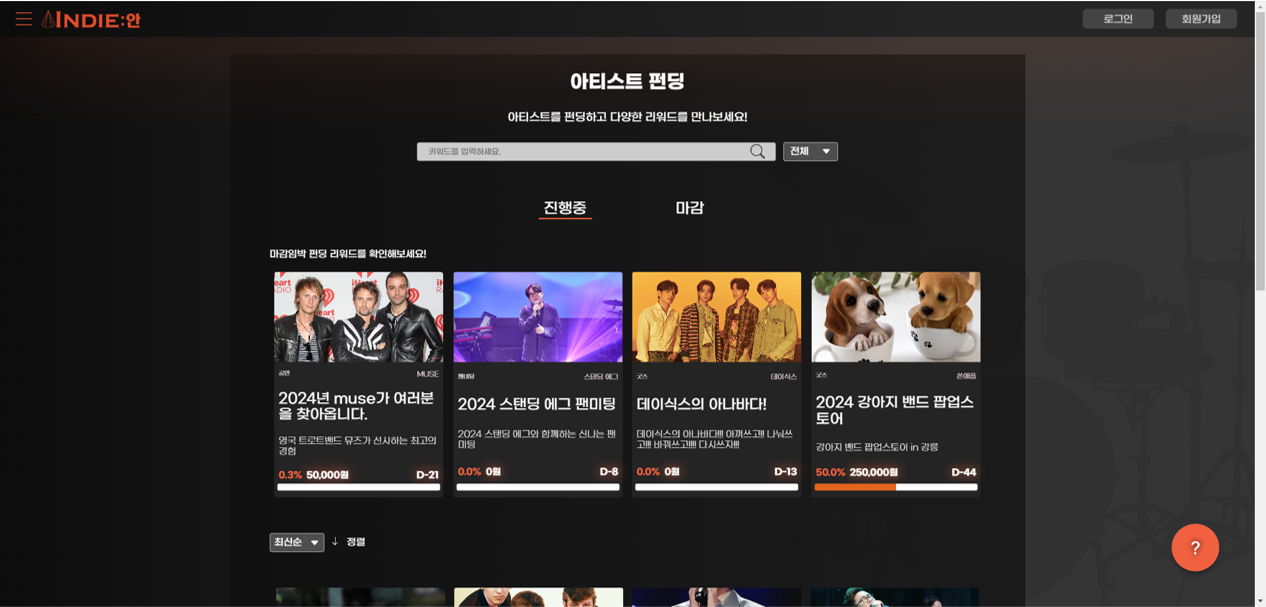 INDIE:안
로그인
회원가입
아티스트 펀딩
아티스트를 펀딩하고 다양한 리워드를 만나보세요!
키워드를 입력하세요.
전체
진행중
마감
마감임박 펀딩 리워드를 확인해보세요!
공연
MUSE
2024년 muse가 여러분
을 찾아옵니다.
영국 트로트밴드 뮤즈가 선사하는 최고의
경험
0.3% 50,000원
D-21
팬미팅
스탠딩 에그
2024 스탠딩 에그 팬미팅
2024 스탠딩 에그와 함께하는 신나는 팬
미팅
0.0% 0원
D-8
굿즈
데이식스
데이식스의 아나바다!
데이식스의 아나바다!!! 아껴쓰고!!! 나눠쓰
고!!! 바꿔쓰고!!!! 다시쓰자!!!
0.0% 0원
D-13
굿즈
쏜애플
2024 강아지 밴드 팝업스
토어
강아지 밴드 팝업스토어 in 강릉
50.0% 250,000원
D-44
최신순
↓ 정렬
?